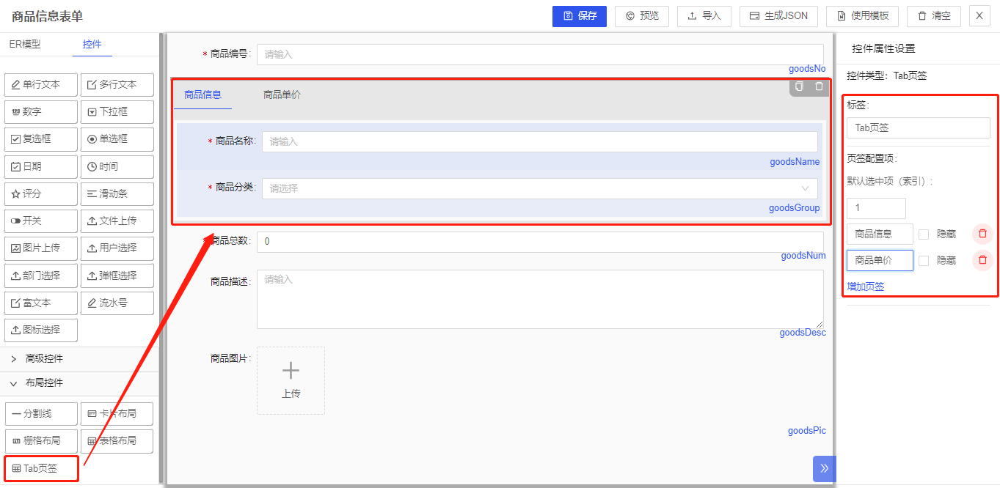 商品信息表单
保存
预览
导入
生成JSON
使用模板
清空
X
ER模型
控件
单行文本
多行文本
数字
下拉框
复选框
单选框
日期
时间
评分
滑动条
开关
文件上传
图片上传
用户选择
部门选择
弹框选择
富文本
流水号
图标选择
高级控件
布局控件
分割线
卡片布局
栅格布局
表格布局
Tab页签
* 商品编号:
请输入
goodsNo
商品信息
商品单价
* 商品名称:
请输入
goodsName
* 商品分类:
请选择
goodsGroup
* 商品总数:
0
goodsNum
商品描述:
请输入
goodsDesc
商品图片:
上传
goodsPic
控件属性设置
控件类型: Tab页签
标签:
Tab页签
页签配置项:
默认选中项（索引）:
1
商品信息
隐藏
商品单价
隐藏
增加页签